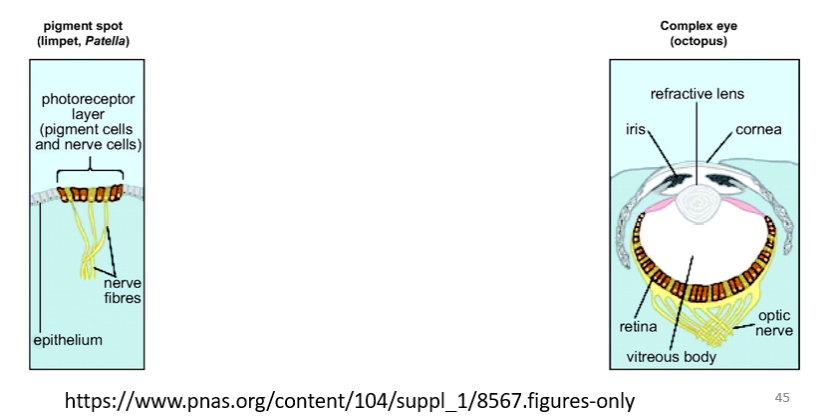 pigment spot
(limpet, Patella)
photoreceptor
layer
(pigment cells
and nerve cells)
nerve
fibres
epithelium
Complex eye
(octopus)
refractive lens
iris
cornea
retina
optic
nerve
vitreous body
https://www.pnas.org/content/104/suppl_1/8567.figures-only
45